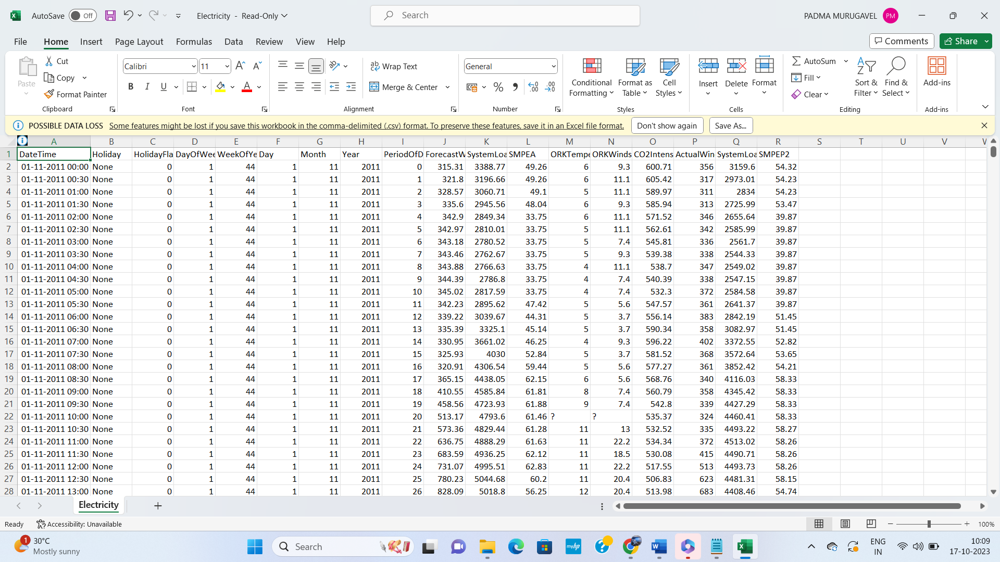 AutoSave Off Electricity - Read-Only Search PADMA MURUGAVEL PM
File Home Insert Page Layout Formulas Data Review View Help Comments Share
Paste Cut Copy Format Painter Clipboard
Calibri 11 B I U A Font
Wrap Text Merge & Center Alignment
General % Number
Conditional Formatting Format as Table Cell Styles Styles
Insert Delete Format Cells
AutoSum Fill Clear Sort & Filter Find & Select Editing
Add-ins Add-ins
POSSIBLE DATA LOSS Some features might be lost if you save this workbook in the comma-delimited (.csv) format. To preserve these features, save it in an Excel file format. Don't show again Save As...
A B C D E F G H I J K L M N O P Q R S T U V
1 DateTime Holiday HolidayFla DayOfWee WeekOfYe Day Month Year PeriodOfD ForecastW SystemLoa SMPEA ORKTempe ORKWinds CO2Intens ActualWin SystemLoa SMPEP2
2 01-11-2011 00:00 None 0 1 44 1 11 2011 0 315.31 3388.77 49.26 6 9.3 600.71 356 3159.6 54.32
3 01-11-2011 00:30 None 0 1 44 1 11 2011 1 321.8 3196.66 49.26 6 11.1 605.42 317 2973.01 54.23
4 01-11-2011 01:00 None 0 1 44 1 11 2011 2 328.57 3060.71 49.1 5 11.1 589.97 311 2834 54.23
5 01-11-2011 01:30 None 0 1 44 1 11 2011 3 335.6 2945.56 48.04 6 9.3 585.94 313 2725.99 53.47
6 01-11-2011 02:00 None 0 1 44 1 11 2011 4 342.9 2849.34 33.75 6 11.1 571.52 346 2655.64 39.87
7 01-11-2011 02:30 None 0 1 44 1 11 2011 5 342.97 2810.01 33.75 5 11.1 562.61 342 2585.99 39.87
8 01-11-2011 03:00 None 0 1 44 1 11 2011 6 343.18 2780.52 33.75 5 7.4 545.81 336 2561.7 39.87
9 01-11-2011 03:30 None 0 1 44 1 11 2011 7 343.46 2762.67 33.75 5 9.3 539.38 338 2544.33 39.87
10 01-11-2011 04:00 None 0 1 44 1 11 2011 8 343.88 2766.63 33.75 4 11.1 538.7 347 2549.02 39.87
11 01-11-2011 04:30 None 0 1 44 1 11 2011 9 344.39 2786.8 33.75 4 7.4 540.39 338 2547.15 39.87
12 01-11-2011 05:00 None 0 1 44 1 11 2011 10 345.02 2817.59 33.75 4 7.4 532.3 372 2584.58 39.87
13 01-11-2011 05:30 None 0 1 44 1 11 2011 11 342.23 2895.62 47.42 5 5.6 547.57 361 2641.37 39.87
14 01-11-2011 06:00 None 0 1 44 1 11 2011 12 339.22 3039.67 44.31 5 3.7 556.14 383 2842.19 51.45
15 01-11-2011 06:30 None 0 1 44 1 11 2011 13 335.39 3325.1 45.14 5 3.7 590.34 358 3082.97 51.45
16 01-11-2011 07:00 None 0 1 44 1 11 2011 14 330.95 3661.02 46.25 4 9.3 596.22 402 3372.55 52.82
17 01-11-2011 07:30 None 0 1 44 1 11 2011 15 325.93 4030 52.84 5 3.7 581.52 368 3572.64 53.65
18 01-11-2011 08:00 None 0 1 44 1 11 2011 16 320.91 4306.54 59.44 5 5.6 577.27 361 3852.42 54.21
19 01-11-2011 08:30 None 0 1 44 1 11 2011 17 365.15 4438.05 62.15 6 5.6 568.76 340 4116.03 58.33
20 01-11-2011 09:00 None 0 1 44 1 11 2011 18 410.55 4585.84 61.81 8 7.4 560.79 358 4345.42 58.33
21 01-11-2011 09:30 None 0 1 44 1 11 2011 19 458.56 4723.93 61.88 9 7.4 542.8 339 4427.29 58.33
22 01-11-2011 10:00 None 0 1 44 1 11 2011 20 513.17 4793.6 61.46 ? ? 535.37 324 4460.41 58.33
23 01-11-2011 10:30 None 0 1 44 1 11 2011 21 573.36 4829.44 61.28 11 13 532.52 335 4493.22 58.27
24 01-11-2011 11:00 None 0 1 44 1 11 2011 22 636.75 4888.29 61.63 11 22.2 534.34 372 4513.02 58.26
25 01-11-2011 11:30 None 0 1 44 1 11 2011 23 683.59 4936.25 62.12 11 18.5 530.08 415 4490.71 58.26
26 01-11-2011 12:00 None 0 1 44 1 11 2011 24 731.07 4995.51 62.83 11 22.2 517.55 513 4493.73 58.26
27 01-11-2011 12:30 None 0 1 44 1 11 2011 25 780.23 5044.68 60.2 11 20.4 506.83 623 4481.31 58.15
28 01-11-2011 13:00 None 0 1 44 1 11 2011 26 828.09 5018.8 56.25 12 20.4 513.98 683 4408.46 54.74
Electricity
Ready Accessibility: Unavailable 100%
1 30°C Mostly sunny Search myhp ENG IN 10:09 17-10-2023